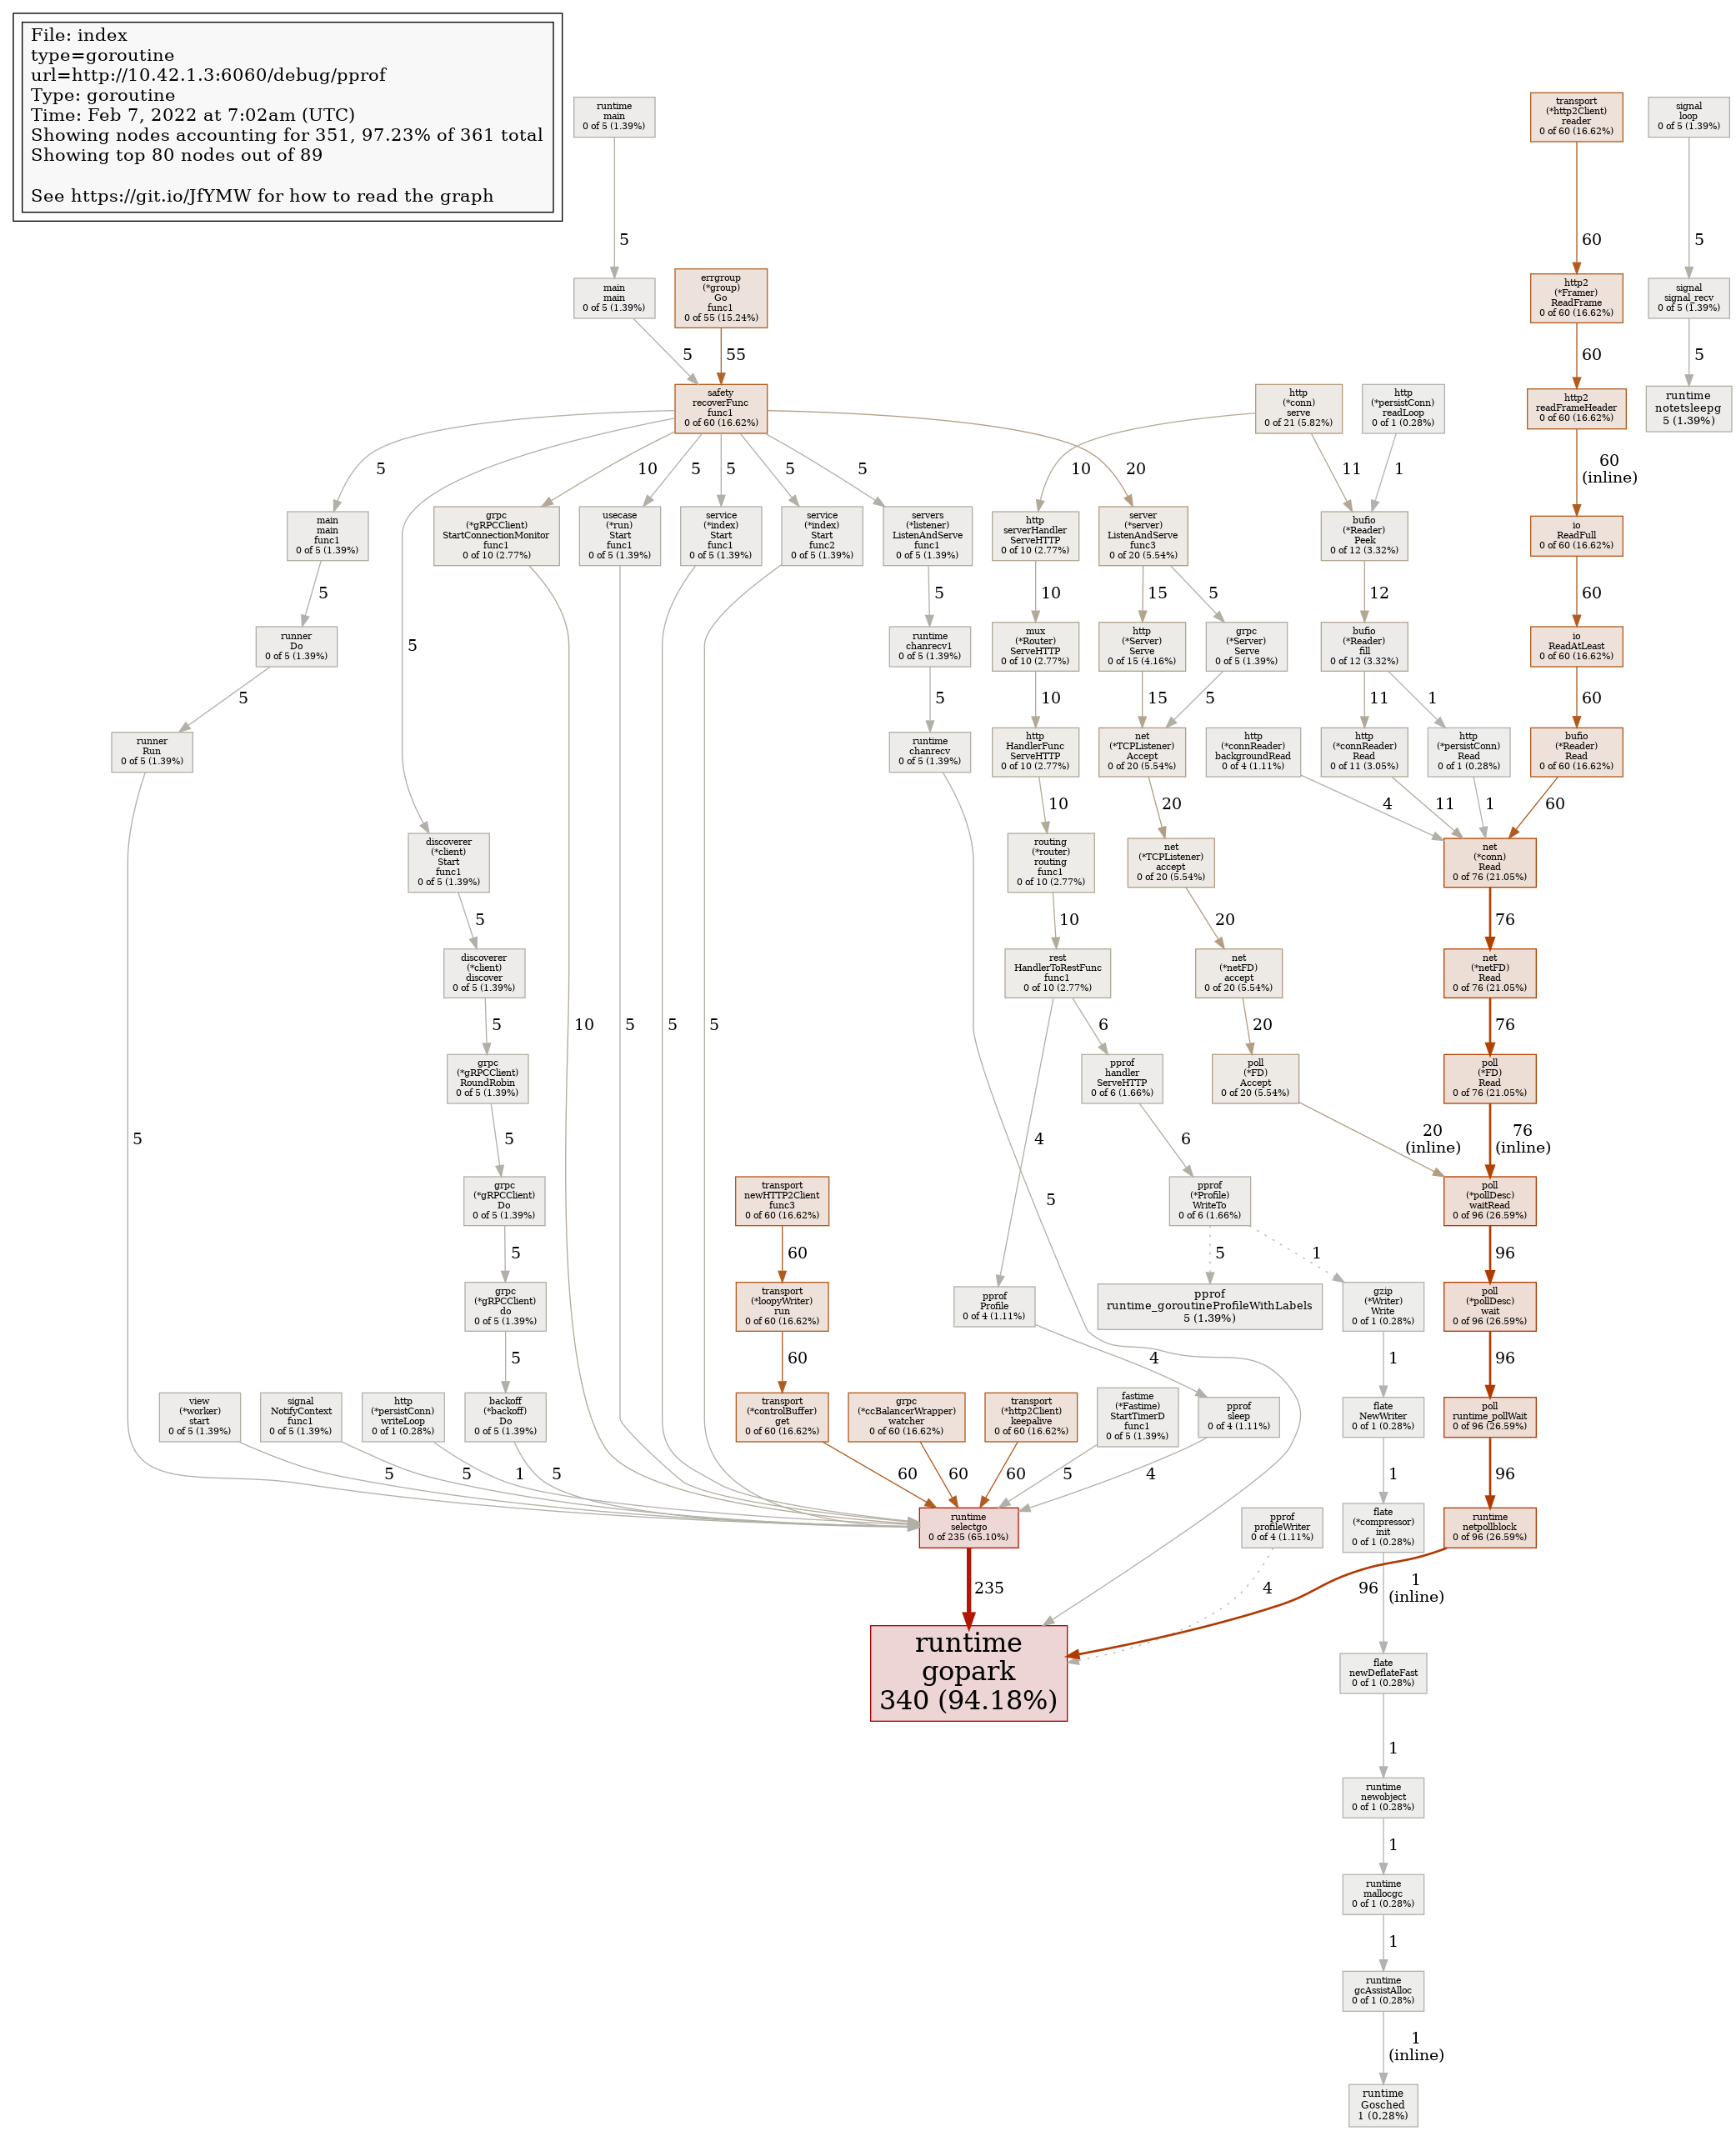 File: index
type=goroutine
url=http://10.42.1.3:6060/debug/pprof
Type: goroutine
Time: Feb 7, 2022 at 7:02am (UTC)
Showing nodes accounting for 351, 97.23% of 361 total
Showing top 80 nodes out of 89
See https://git.io/JfYMW for how to read the graph
runtime
main
0 of 5 (1.39%)
transport
(*http2Client)
reader
0 of 60 (16.62%)
signal
loop
0 of 5 (1.39%)
5
60
5
main
main
0 of 5 (1.39%)
errgroup
(*group)
Go
func1
0 of 55 (15.24%)
http2
(*Framer)
ReadFrame
0 of 60 (16.62%)
signal
signal_recv
0 of 5 (1.39%)
5
55
60
5
safety
recoverFunc
func1
0 of 60 (16.62%)
http
(*conn)
serve
0 of 21 (5.82%)
http
(*persistConn)
readLoop
0 of 1 (0.28%)
http2
readFrameHeader
0 of 60 (16.62%)
runtime
notetsleepg
5 (1.39%)
5
10
5
5
5
5
20
10
11
1
60
(inline)
main
main
func1
0 of 5 (1.39%)
grpc
(*gRPCClient)
StartConnectionMonitor
func1
0 of 10 (2.77%)
usecase
(*run)
Start
func1
0 of 5 (1.39%)
service
(*index)
Start
func1
0 of 5 (1.39%)
service
(*index)
Start
func2
0 of 5 (1.39%)
servers
(*listener)
ListenAndServe
func1
0 of 5 (1.39%)
http
serverHandler
ServeHTTP
0 of 10 (2.77%)
server
(*server)
ListenAndServe
func3
0 of 20 (5.54%)
bufio
(*Reader)
Peek
0 of 12 (3.32%)
io
ReadFull
0 of 60 (16.62%)
5
5
10
15
5
12
60
runner
Do
0 of 5 (1.39%)
5
runtime
chanrecv1
0 of 5 (1.39%)
mux
(*Router)
ServeHTTP
0 of 10 (2.77%)
http
(*Server)
Serve
0 of 15 (4.16%)
grpc
(*Server)
Serve
0 of 5 (1.39%)
bufio
(*Reader)
fill
0 of 12 (3.32%)
io
ReadAtLeast
0 of 60 (16.62%)
5
5
10
15
5
11
1
60
runner
Run
0 of 5 (1.39%)
runtime
chanrecv
0 of 5 (1.39%)
http
HandlerFunc
ServeHTTP
0 of 10 (2.77%)
net
(*TCPListener)
Accept
0 of 20 (5.54%)
http
(*connReader)
backgroundRead
0 of 4 (1.11%)
http
(*connReader)
Read
0 of 11 (3.05%)
http
(*persistConn)
Read
0 of 1 (0.28%)
bufio
(*Reader)
Read
0 of 60 (16.62%)
10
20
4
11
1
60
discoverer
(*client)
Start
func1
0 of 5 (1.39%)
routing
(*router)
routing
func1
0 of 10 (2.77%)
net
(*TCPListener)
accept
0 of 20 (5.54%)
net
(*conn)
Read
0 of 76 (21.05%)
5
10
20
76
discoverer
(*client)
discover
0 of 5 (1.39%)
rest
HandlerToRestFunc
func1
0 of 10 (2.77%)
net
(*netFD)
accept
0 of 20 (5.54%)
net
(*netFD)
Read
0 of 76 (21.05%)
5
10
5
5
5
6
20
76
grpc
(*gRPCClient)
RoundRobin
0 of 5 (1.39%)
pprof
handler
ServeHTTP
0 of 6 (1.66%)
poll
(*FD)
Accept
0 of 20 (5.54%)
poll
(*FD)
Read
0 of 76 (21.05%)
5
5
4
6
20
(inline)
76
(inline)
grpc
(*gRPCClient)
Do
0 of 5 (1.39%)
transport
newHTTP2Client
func3
0 of 60 (16.62%)
5
pprof
(*Profile)
WriteTo
0 of 6 (1.66%)
poll
(*pollDesc)
waitRead
0 of 96 (26.59%)
5
60
5
1
96
grpc
(*gRPCClient)
do
0 of 5 (1.39%)
transport
(*loopyWriter)
run
0 of 60 (16.62%)
pprof
Profile
0 of 4 (1.11%)
pprof
runtime_goroutineProfileWithLabels
5 (1.39%)
gzip
(*Writer)
Write
0 of 1 (0.28%)
poll
(*pollDesc)
wait
0 of 96 (26.59%)
5
60
4
1
96
view
(*worker)
start
0 of 5 (1.39%)
signal
NotifyContext
func1
0 of 5 (1.39%)
http
(*persistConn)
writeLoop
0 of 1 (0.28%)
backoff
(*backoff)
Do
0 of 5 (1.39%)
transport
(*controlBuffer)
get
0 of 60 (16.62%)
grpc
(*ccBalancerWrapper)
watcher
0 of 60 (16.62%)
transport
(*http2Client)
keepalive
0 of 60 (16.62%)
fastime
(*Fastime)
StartTimerD
func1
0 of 5 (1.39%)
pprof
sleep
0 of 4 (1.11%)
flate
NewWriter
0 of 1 (0.28%)
poll
runtime_pollWait
0 of 96 (26.59%)
5
5
1
5
60
60
60
5
4
1
96
runtime
selectgo
0 of 235 (65.10%)
pprof
profileWriter
0 of 4 (1.11%)
flate
(*compressor)
init
0 of 1 (0.28%)
runtime
netpollblock
0 of 96 (26.59%)
235
4
96
1
(inline)
runtime
gopark
340 (94.18%)
flate
newDeflateFast
0 of 1 (0.28%)
1
runtime
newobject
0 of 1 (0.28%)
1
runtime
mallocgc
0 of 1 (0.28%)
1
runtime
gcAssistAlloc
0 of 1 (0.28%)
1
(inline)
runtime
Gosched
1 (0.28%)